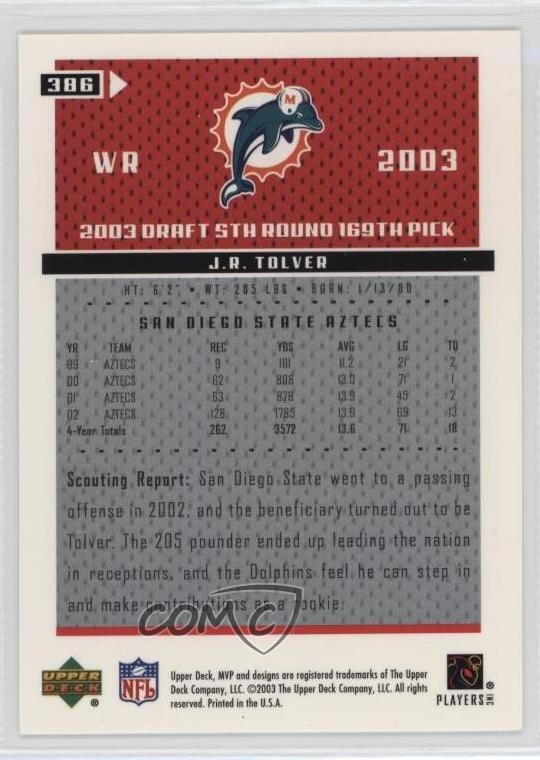 386
M
WR
2003
2003 DRAFT 5TH ROUND 169TH PICK
J.R. TOLVER
HT: 6'2" • WT: 205 LBS • BORN: 1/13/80
SAN DIEGO STATE AZTECS
YR TEAM REC YDS AVG LG TD
99 AZTECS 9 101 11.2 21 2
00 AZTECS 62 808 13.0 71 1
01 AZTECS 63 878 13.9 45 2
02 AZTECS 128 1785 13.9 69 13
4-Year Totals 262 3572 13.6 71 18
Scouting Report: San Diego State went to a passing
offense in 2002, and the beneficiary turned out to be
Tolver. The 205 pounder ended up leading the nation
in receptions, and the Dolphins feel he can step in
and make contributions as a rookie.
COMC
UPPER DECK ®
NFL
Upper Deck, MVP and designs are registered trademarks of The Upper
Deck Company, LLC. ©2003 The Upper Deck Company, LLC. All rights
reserved. Printed in the U.S.A.
PLAYERS INC ®